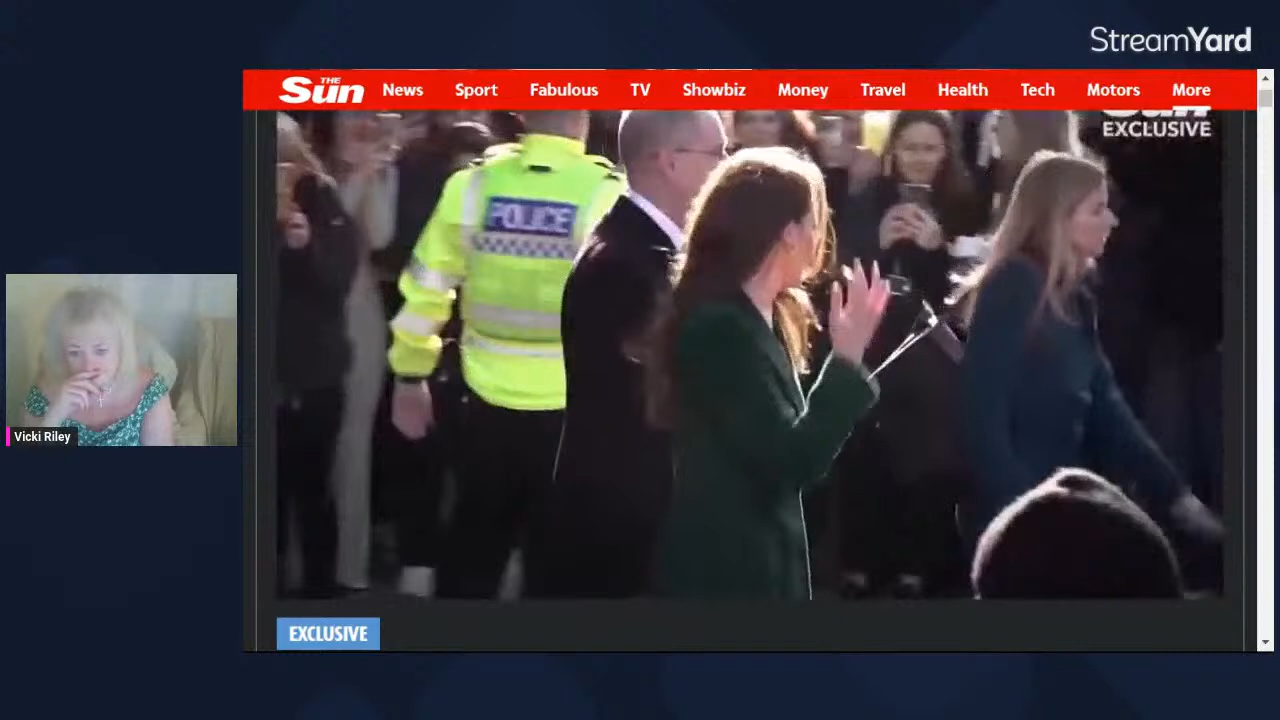 StreamYard
THE
Sun
News Sport Fabulous TV Showbiz Money Travel Health Tech Motors More
EXCLUSIVE
POLICE
Vicki Riley
EXCLUSIVE